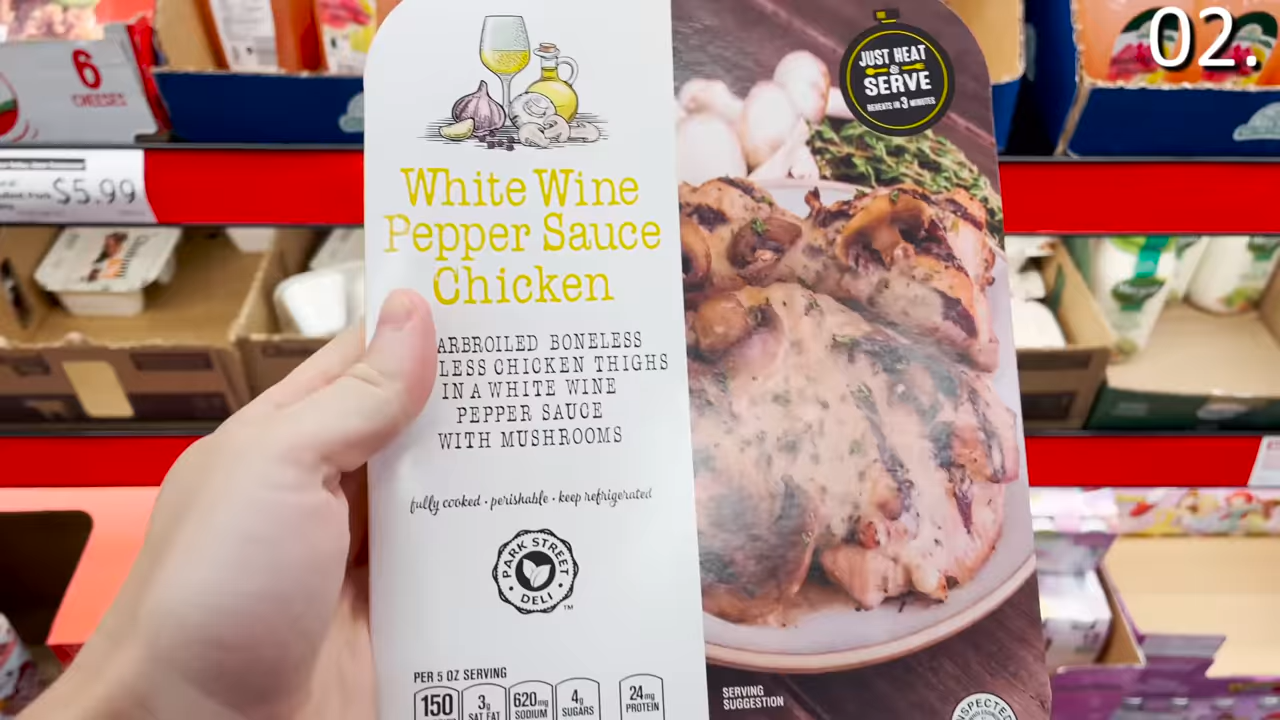 02.
6
CHEESES
$5.99
JUST HEAT
&
SERVE
REHEATS IN 3 MINUTES
White Wine
Pepper Sauce
Chicken
ARBROILED BONELESS
LESS CHICKEN THIGHS
IN A WHITE WINE
PEPPER SAUCE
WITH MUSHROOMS
fully cooked • perishable • keep refrigerated
PARK STREET
DELI
TM
PER 5 OZ SERVING
150
3g
SAT FAT
620mg
SODIUM
4g
SUGARS
24mg
PROTEIN
SERVING
SUGGESTION
INSPECTED